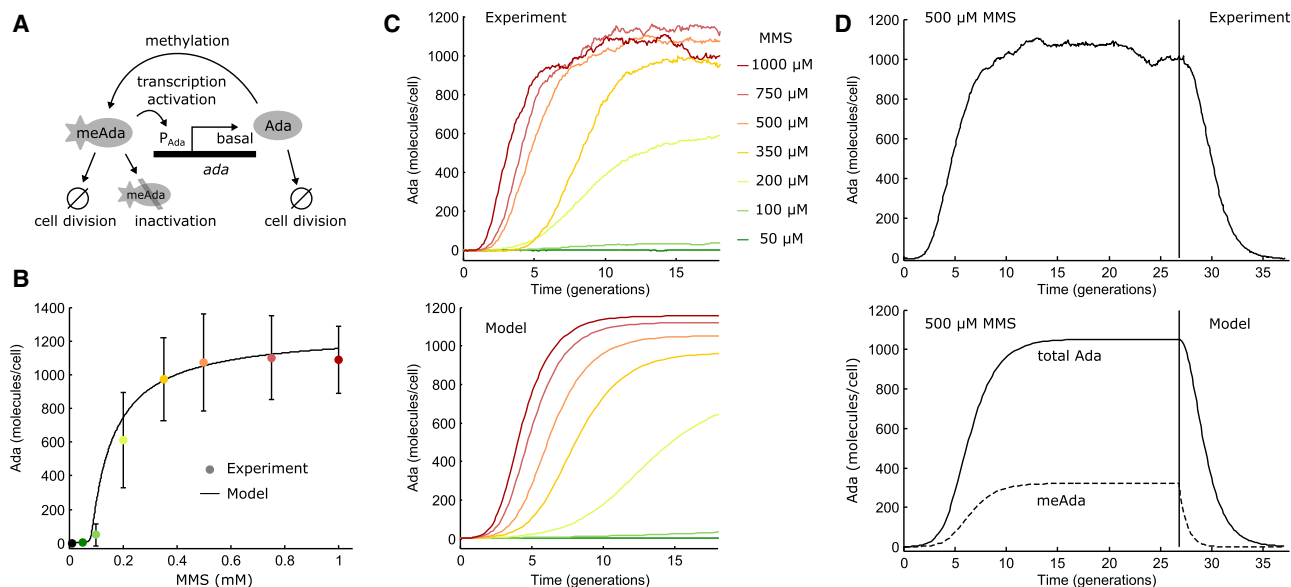 A
methylation
transcription
activation
meAda
P_Ada
basal
Ada
ada
meAda
cell division
inactivation
cell division
B
Ada (molecules/cell)
1400
1200
1000
800
600
400
200
0
Experiment
Model
0.2 0.4 0.6 0.8 1
MMS (mM)
C
Experiment
Ada (molecules/cell)
1200
1000
800
600
400
200
0
0 5 10 15
Time (generations)
MMS
1000 μM
750 μM
500 μM
350 μM
200 μM
100 μM
50 μM
Model
Ada (molecules/cell)
1200
1000
800
600
400
200
0
0 5 10 15
Time (generations)
D
500 μM MMS Experiment
Ada (molecules/cell)
1200
1000
800
600
400
200
0
0 5 10 15 20 25 30 35
Time (generations)
500 μM MMS Model
Ada (molecules/cell)
1200
1000
800
600
400
200
0
total Ada
meAda
0 5 10 15 20 25 30 35
Time (generations)